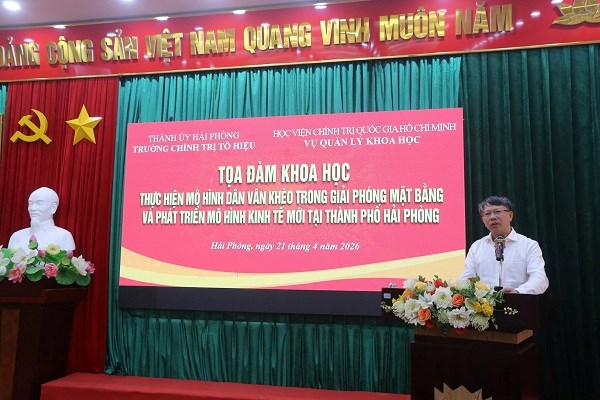 ĐẢNG CỘNG SẢN VIỆT NAM QUANG VINH MUÔN NĂM
THÀNH ỦY HẢI PHÒNG
TRƯỜNG CHÍNH TRỊ TÔ HIỆU
HỌC VIỆN CHÍNH TRỊ QUỐC GIA HỒ CHÍ MINH
VỤ QUẢN LÝ KHOA HỌC
TỌA ĐÀM KHOA HỌC
THỰC HIỆN MÔ HÌNH DÂN VẬN KHÉO TRONG GIẢI PHÓNG MẶT BẰNG
VÀ PHÁT TRIỂN MÔ HÌNH KINH TẾ MỚI TẠI THÀNH PHỐ HẢI PHÒNG
Hải Phòng, ngày 21 tháng 4 năm 2026